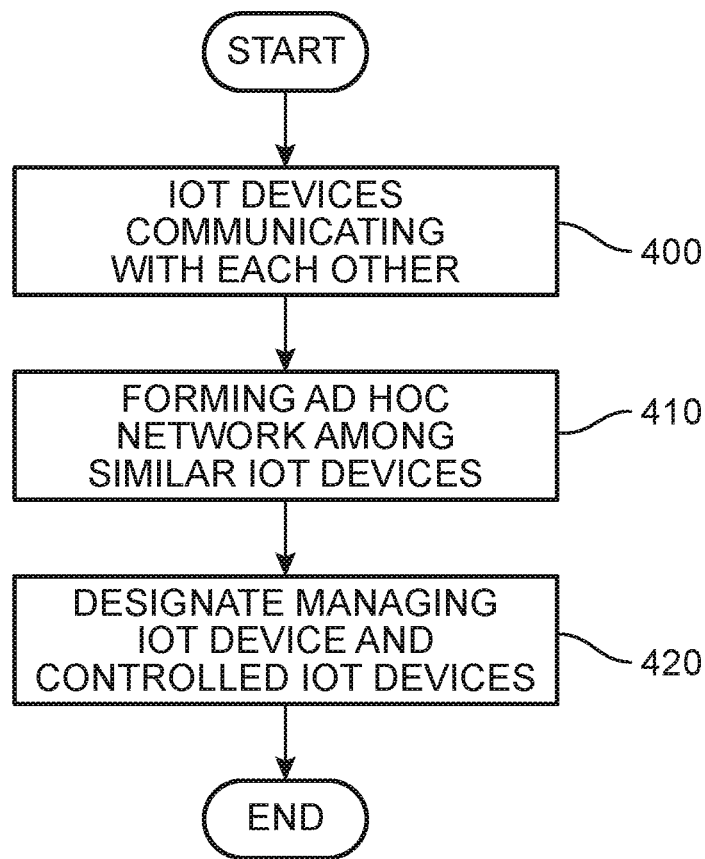 START
IOT DEVICES
COMMUNICATING
WITH EACH OTHER
400
FORMING AD HOC
NETWORK AMONG
SIMILAR IOT DEVICES
410
DESIGNATE MANAGING
IOT DEVICE AND
CONTROLLED IOT DEVICES
420
END